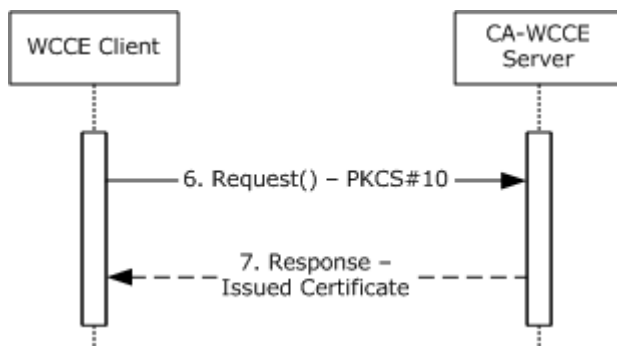 WCCE Client
CA-WCCE
Server
6. Request() – PKCS#10
7. Response –
Issued Certificate